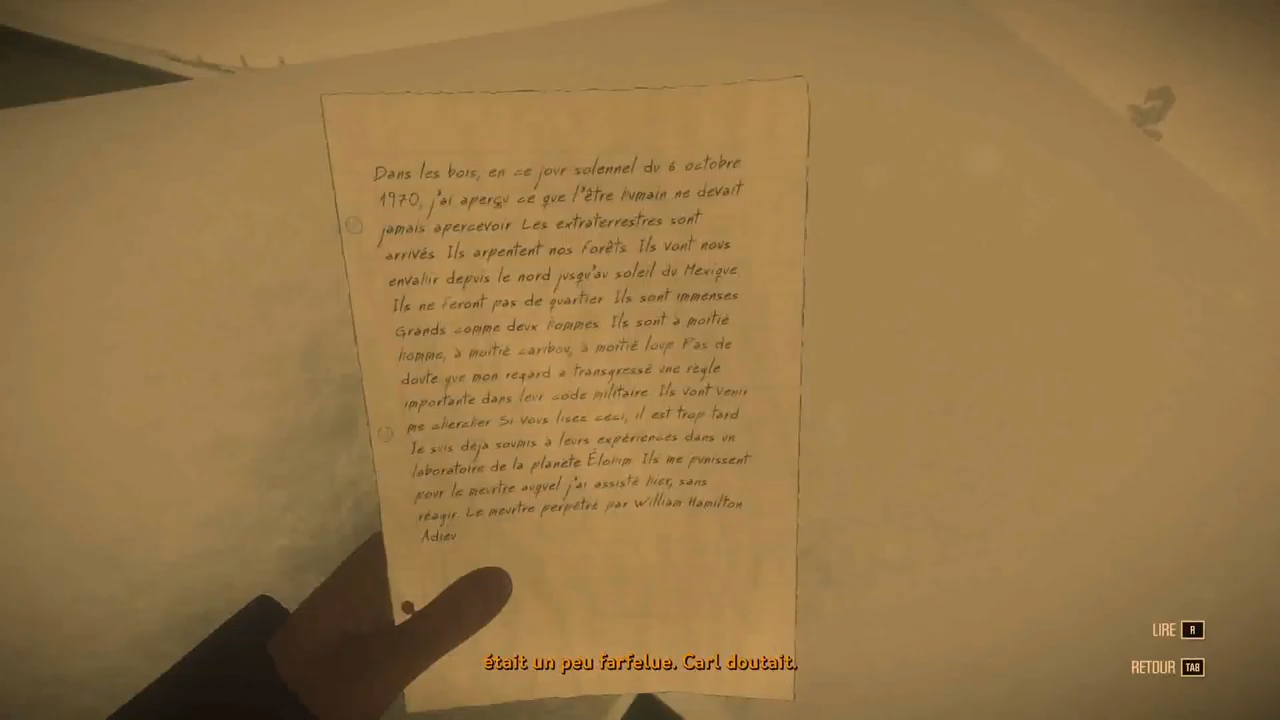 Dans les bois, en ce jour solennel du 6 octobre
1970, j'ai aperçu ce que l'être humain ne devait
jamais apercevoir Les extraterrestres sont
arrivés. Ils arpentent nos forêts. Ils vont nous
envahir depuis le nord jusqu'au soleil du Mexique.
Ils ne feront pas de quartier. Ils sont immenses
Grands comme deux hommes. Ils sont à moitié
homme, à moitié caribou, à moitié loup Pas de
doute que mon regard a transgressé une règle
importante dans leur code militaire. Ils vont venir
me chercher Si vous lisez ceci, il est trop tard
Je suis déjà soumis à leurs expériences dans un
laboratoire de la planète Élohim. Ils me punissent
pour le meurtre auquel j'ai assisté hier, sans
réagir. Le meurtre perpétré par William Hamilton
Adieu
était un peu farfelue. Carl doutait.
LIRE R
RETOUR TAB